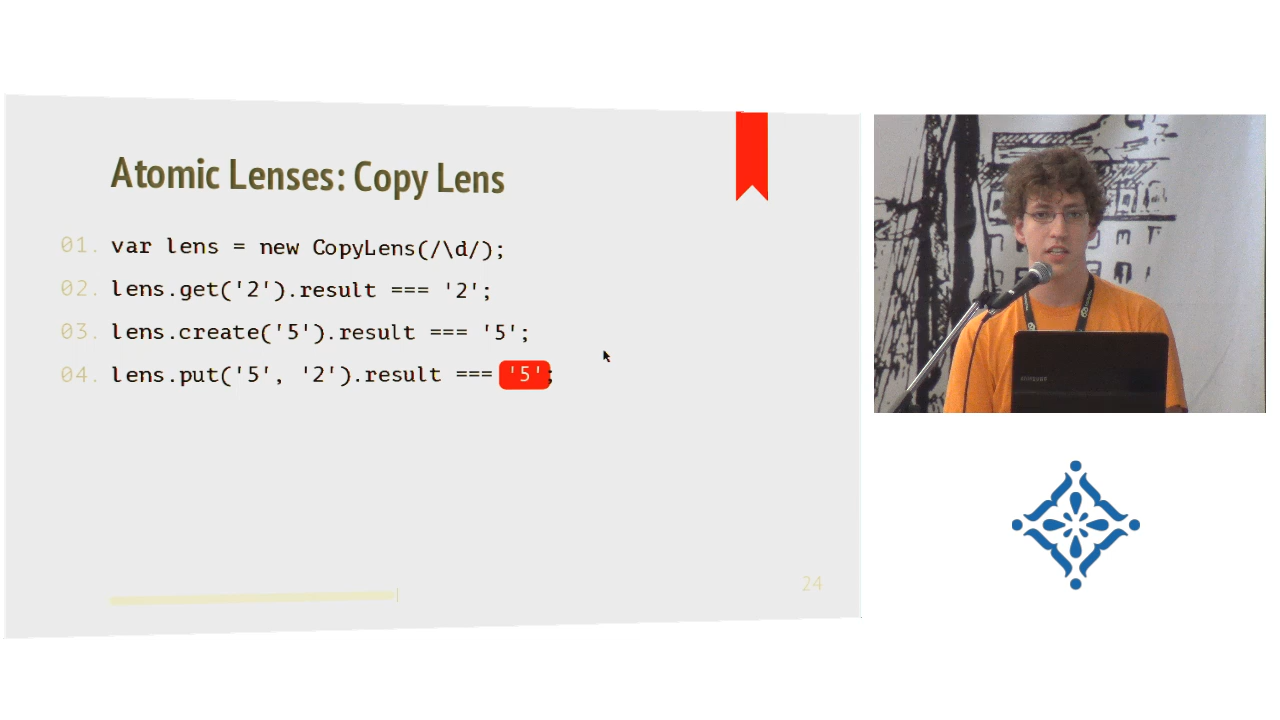 Atomic Lenses: Copy Lens
01. var lens = new CopyLens(/\d/);
02. lens.get('2').result === '2';
03. lens.create('5').result === '5';
04. lens.put('5', '2').result === '5';
24
SAMSUNG